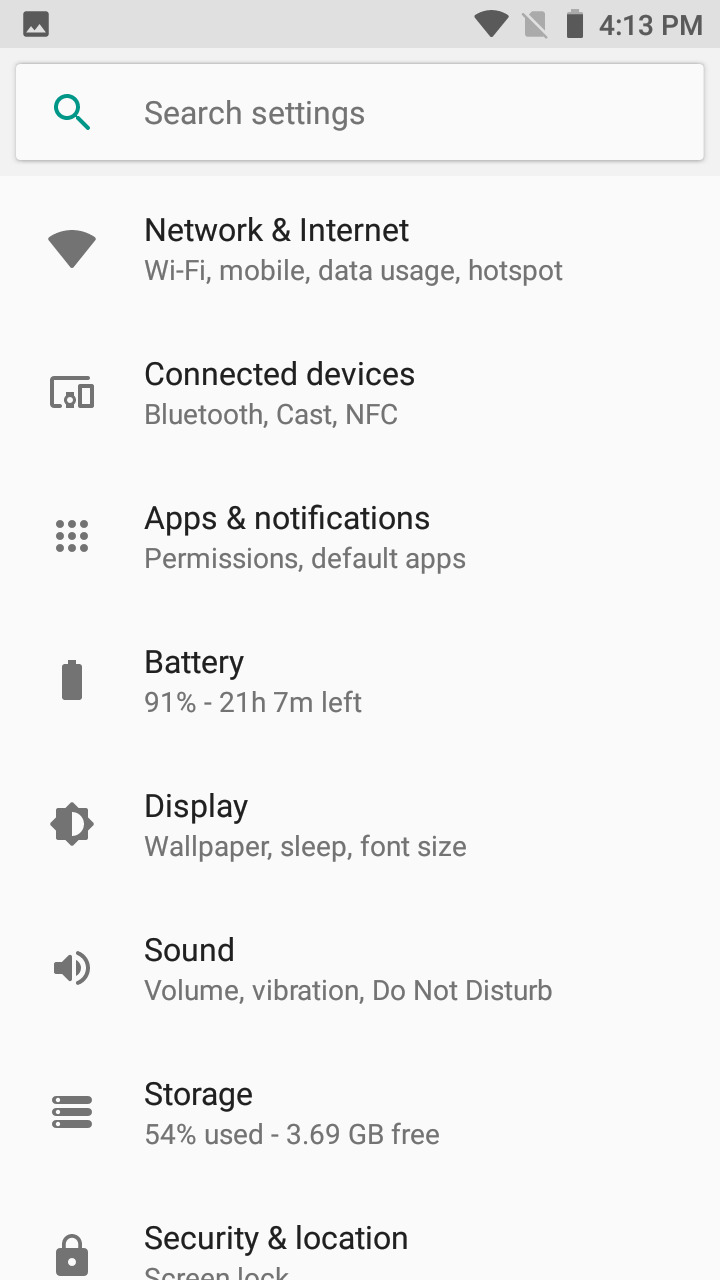 4:13 PM
Search settings
Network & Internet
Wi-Fi, mobile, data usage, hotspot
Connected devices
Bluetooth, Cast, NFC
Apps & notifications
Permissions, default apps
Battery
91% - 21h 7m left
Display
Wallpaper, sleep, font size
Sound
Volume, vibration, Do Not Disturb
Storage
54% used - 3.69 GB free
Security & location
Screen lock